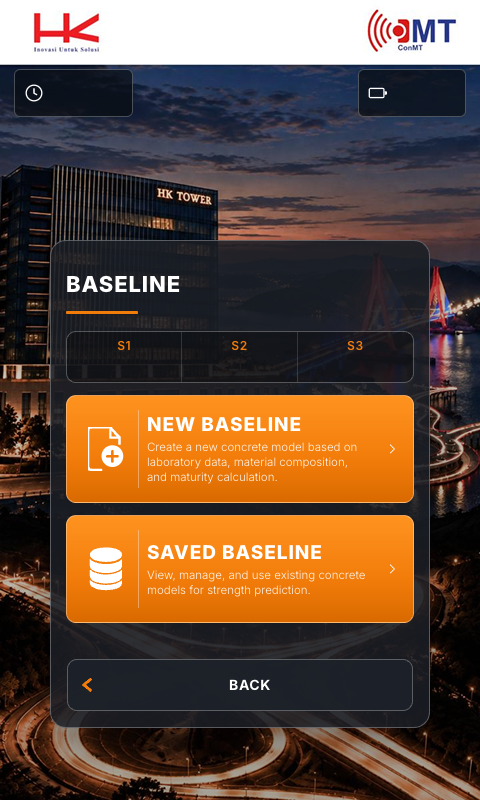 HK
Inovasi Untuk Solusi
MT
ConMT
HK TOWER
BASELINE
S1 S2 S3
NEW BASELINE
Create a new concrete model based on
laboratory data, material composition,
and maturity calculation.
SAVED BASELINE
View, manage, and use existing concrete
models for strength prediction.
BACK